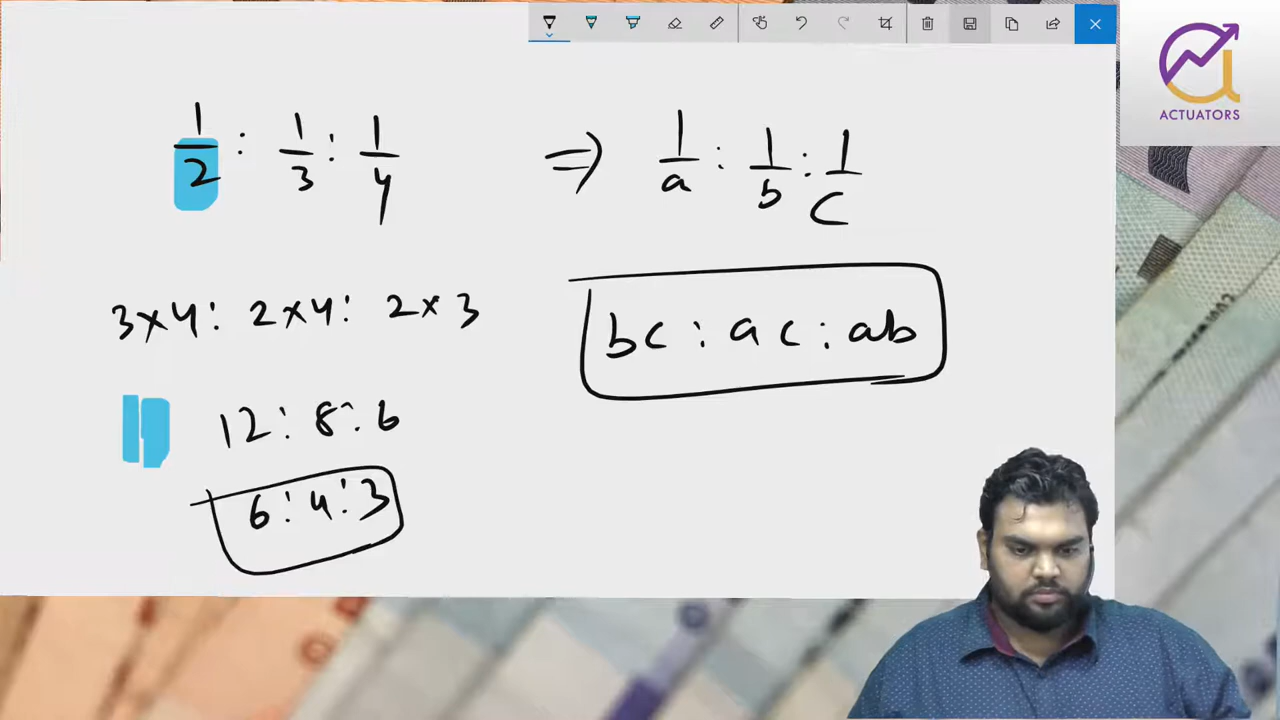 1/2 : 1/3 : 1/4
3×4 : 2×4 : 2×3
12 : 8 : 6
6 : 4 : 3
⇒ 1/a : 1/b : 1/c
bc : ac : ab
ACTUATORS